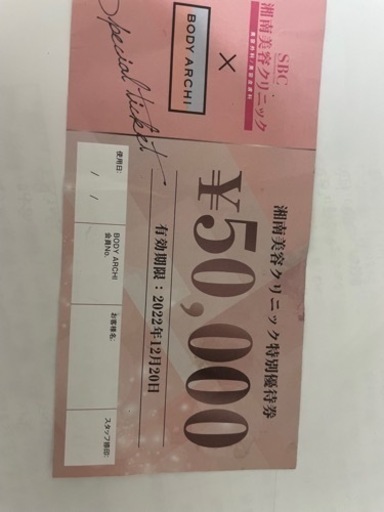 SBC
湘南美容クリニック
×
BODY ARCHI
Special ticket
湘南美容クリニック特別優待券
¥50,000
有効期限：2022年12月20日
使用日:
/ /
BODY ARCHI
会員No.
お客様名:
スタッフ捺印: